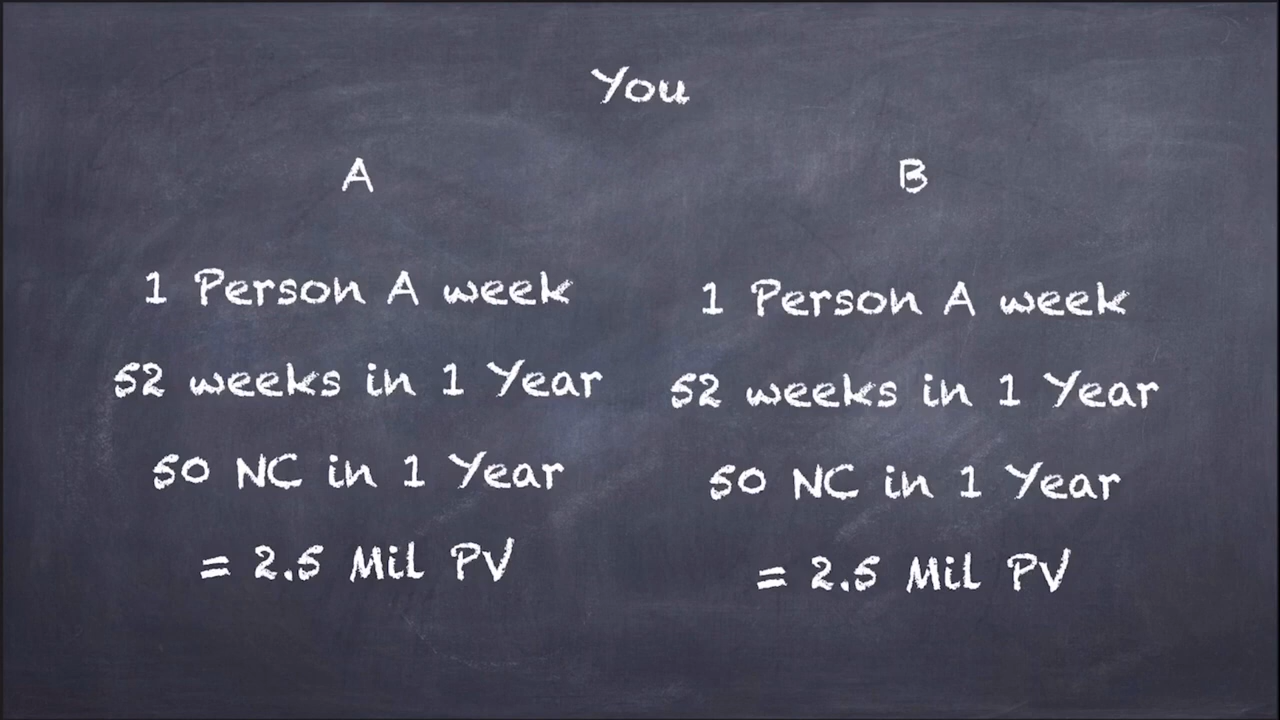 You
A
1 Person A week
52 weeks in 1 Year
50 NC in 1 Year
= 2.5 Mil PV
B
1 Person A week
52 weeks in 1 Year
50 NC in 1 Year
= 2.5 Mil PV